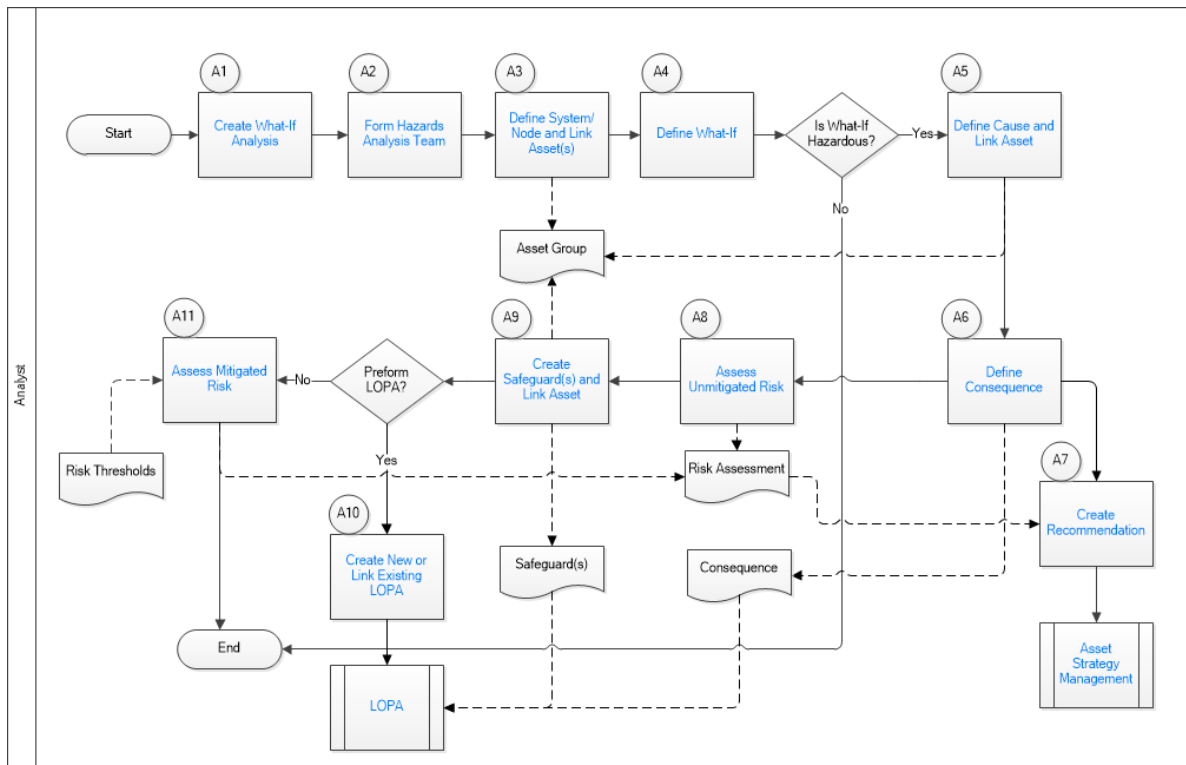 Analyst
A1
A2
A3
A4
A5
Start
Create What-If
Analysis
Form Hazards
Analysis Team
Define System/
Node and Link
Asset(s)
Define What-If
Is What-If
Hazardous?
Yes
Define Cause and
Link Asset
No
Asset Group
A11
A9
A8
A6
Assess Mitigated
Risk
No
Preform
LOPA?
Create
Safeguard(s) and
Link Asset
Assess
Unmitigated Risk
Define
Consequence
Yes
Risk Thresholds
Risk Assessment
A7
A10
Create
Recommendation
Create New or
Link Existing
LOPA
Safeguard(s)
Consequence
End
LOPA
Asset
Strategy
Management